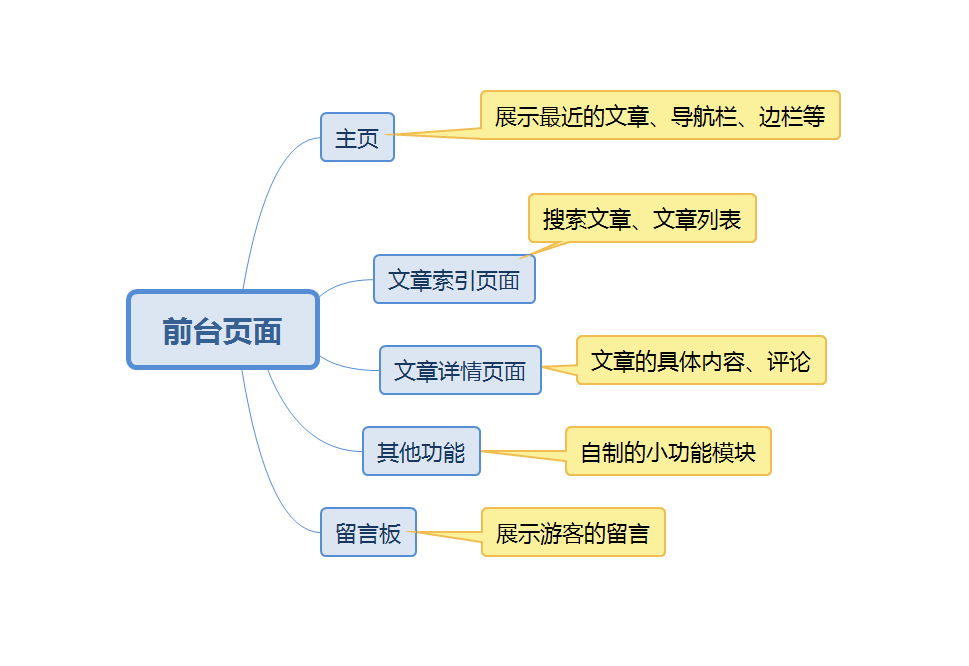 展示最近的文章、导航栏、边栏等
主页
搜索文章、文章列表
文章索引页面
前台页面
文章的具体内容、评论
文章详情页面
其他功能
自制的小功能模块
留言板
展示游客的留言